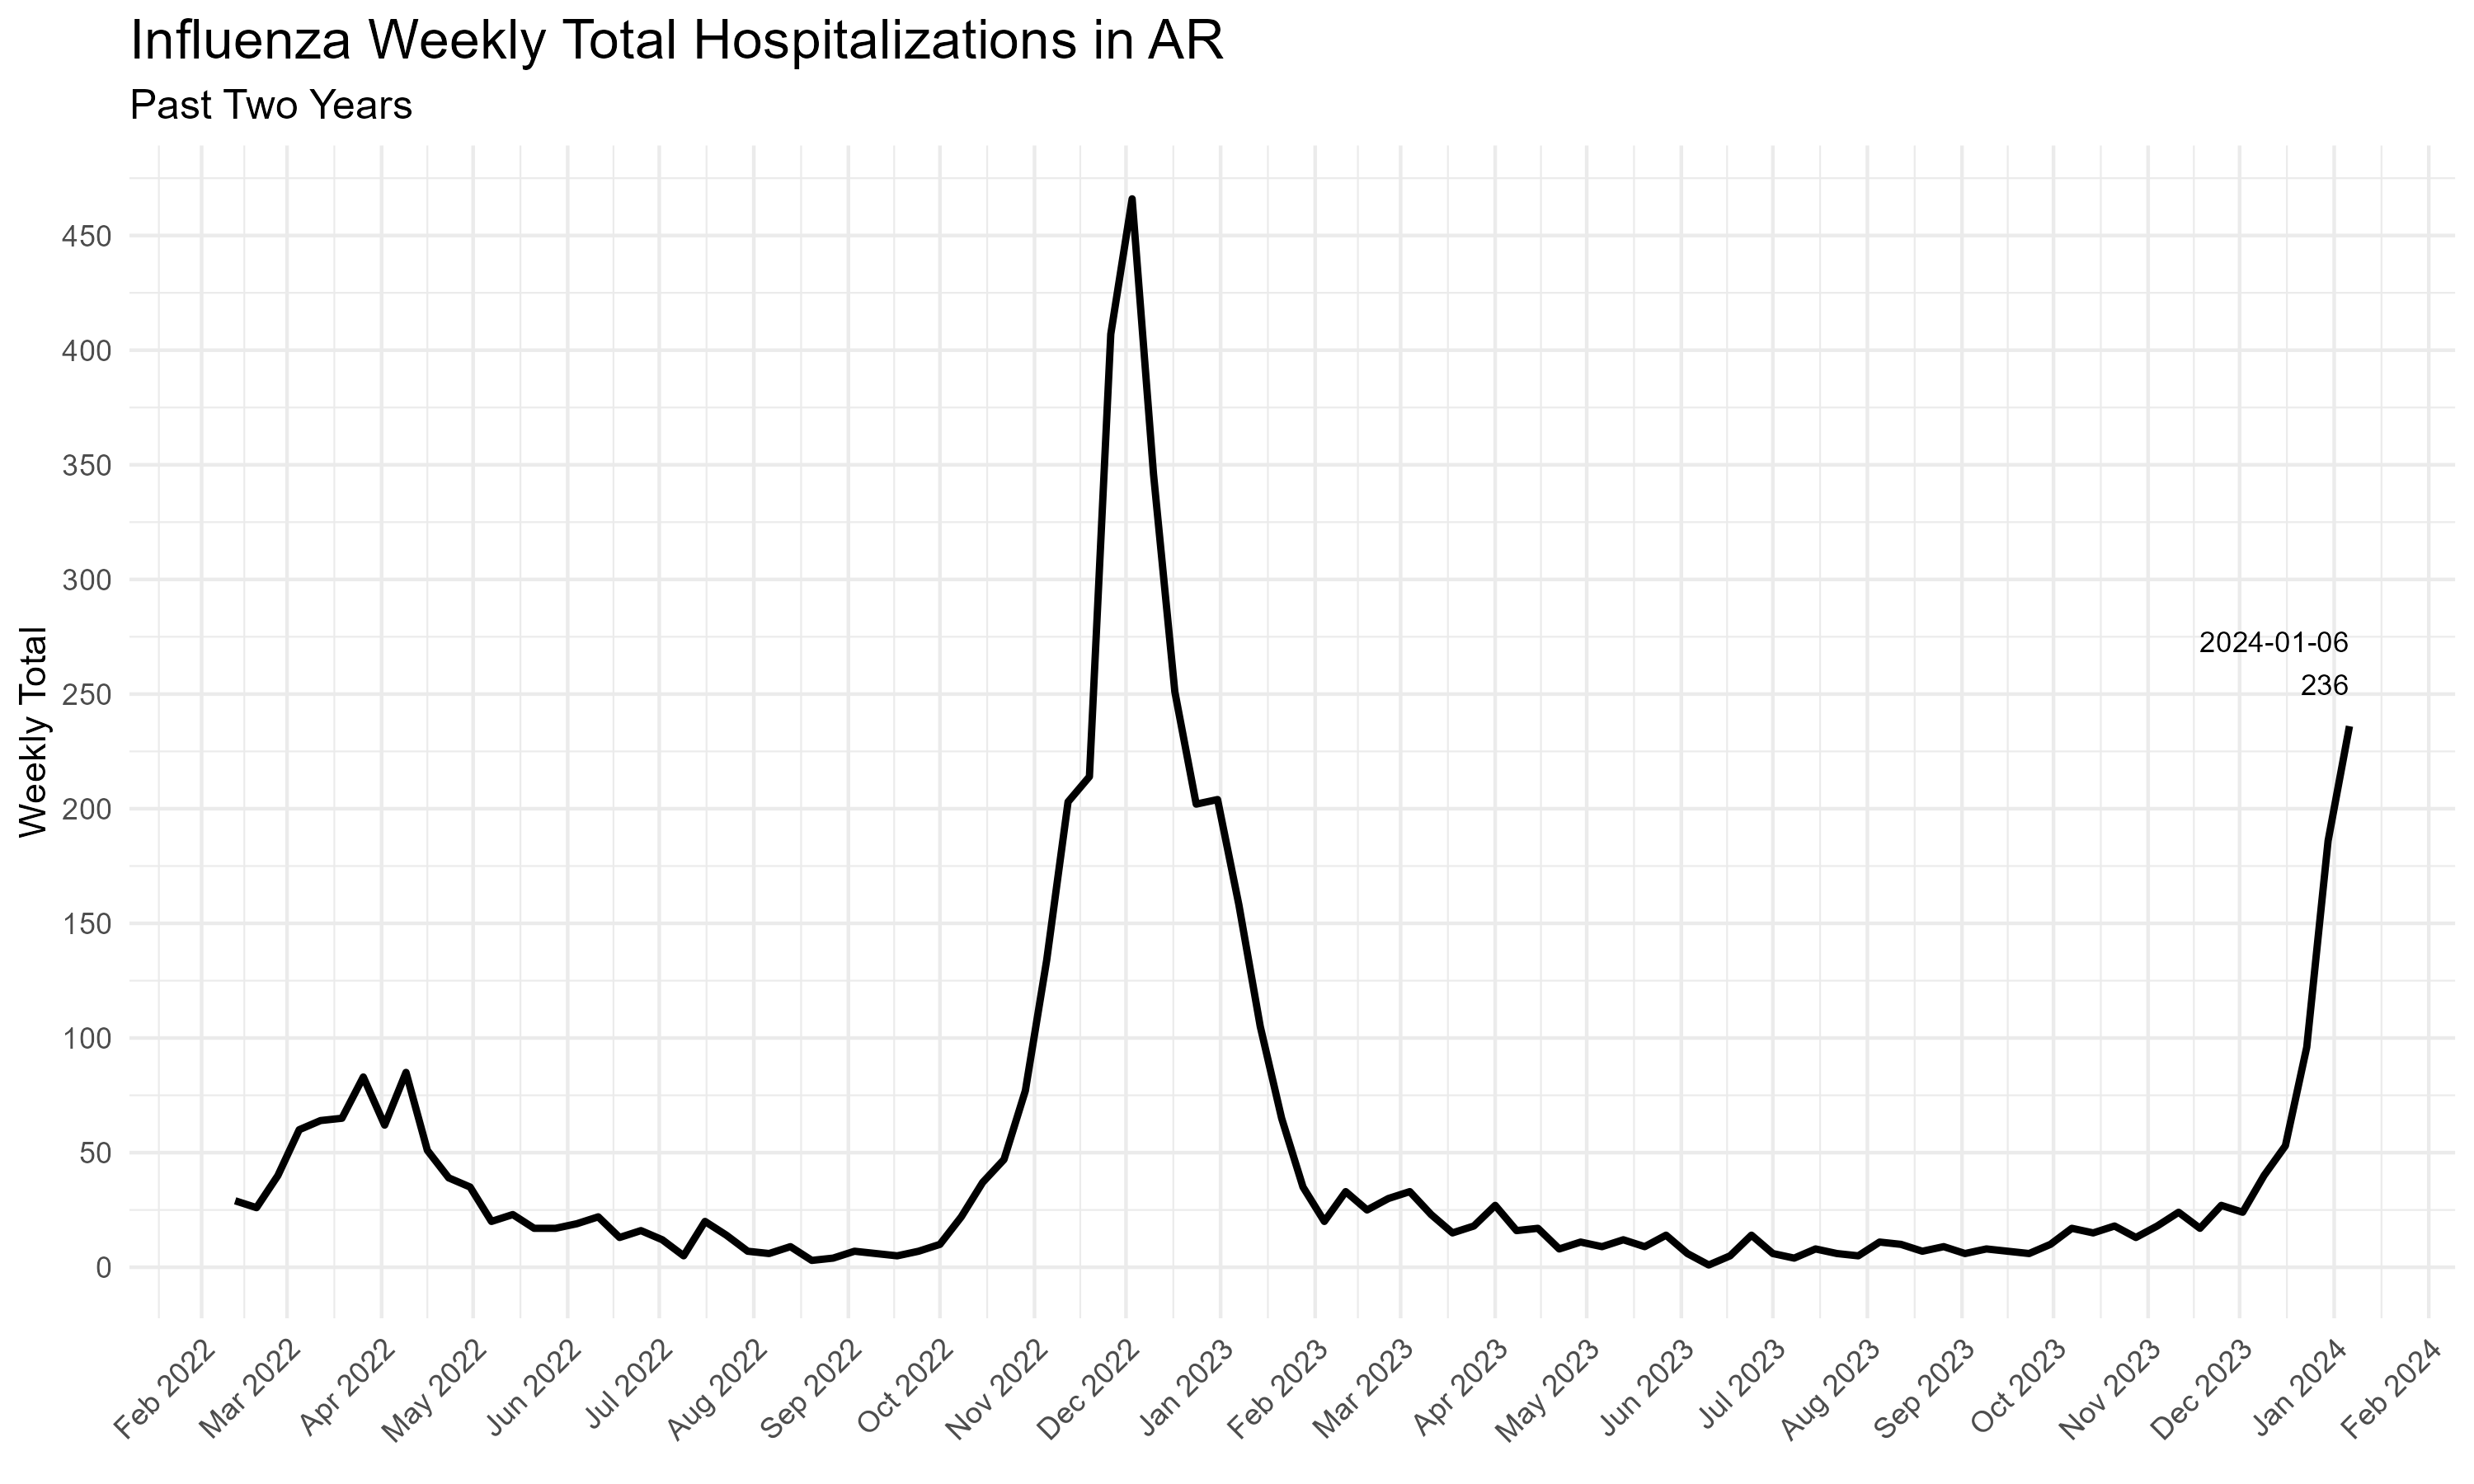 Influenza Weekly Total Hospitalizations in AR
Past Two Years
Weekly Total
450
400
350
300
250
200
150
100
50
0
2024-01-06
236
Feb 2022
Mar 2022
Apr 2022
May 2022
Jun 2022
Jul 2022
Aug 2022
Sep 2022
Oct 2022
Nov 2022
Dec 2022
Jan 2023
Feb 2023
Mar 2023
Apr 2023
May 2023
Jun 2023
Jul 2023
Aug 2023
Sep 2023
Oct 2023
Nov 2023
Dec 2023
Jan 2024
Feb 2024